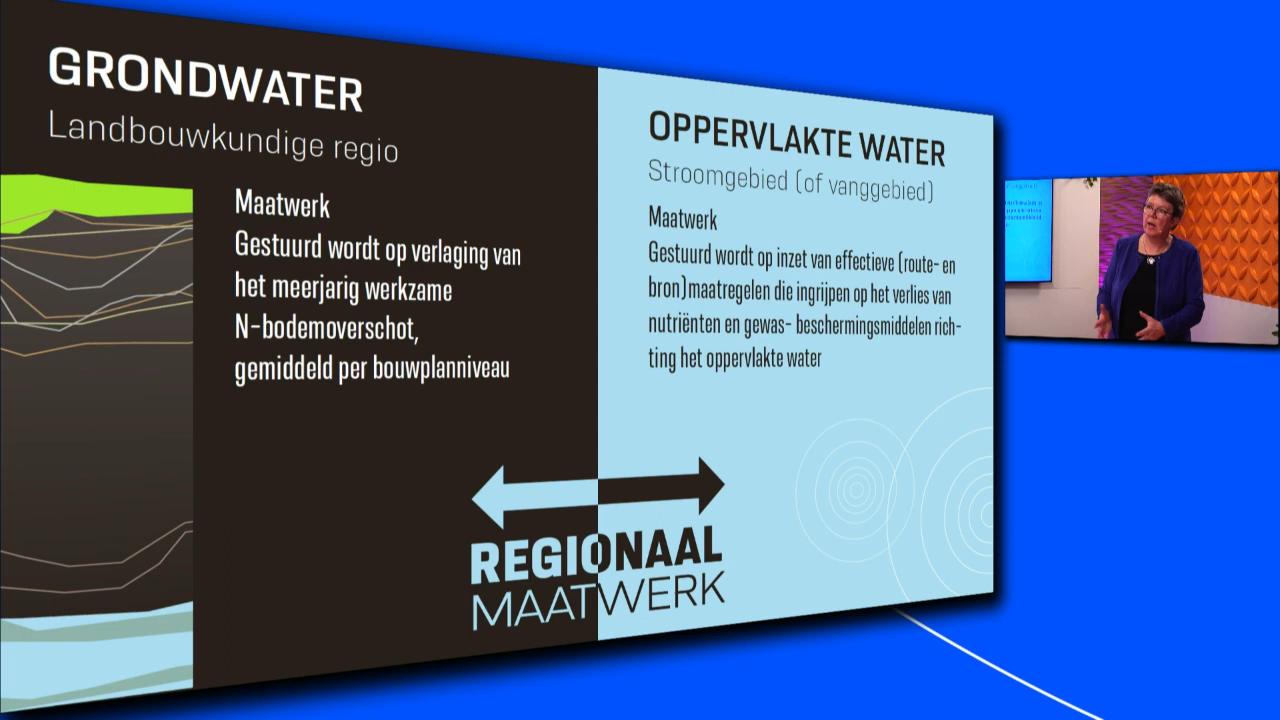 GRONDWATER
Landbouwkundige regio
Maatwerk
Gestuurd wordt op verlaging van
het meerjarig werkzame
N-bodemoverschot,
gemiddeld per bouwplanniveau
OPPERVLAKTE WATER
Stroomgebied (of vanggebied)
Maatwerk
Gestuurd wordt op inzet van effectieve (route- en
bron)maatregelen die ingrijpen op het verlies van
nutriënten en gewas- beschermingsmiddelen rich-
ting het oppervlakte water
REGIONAAL
MAATWERK